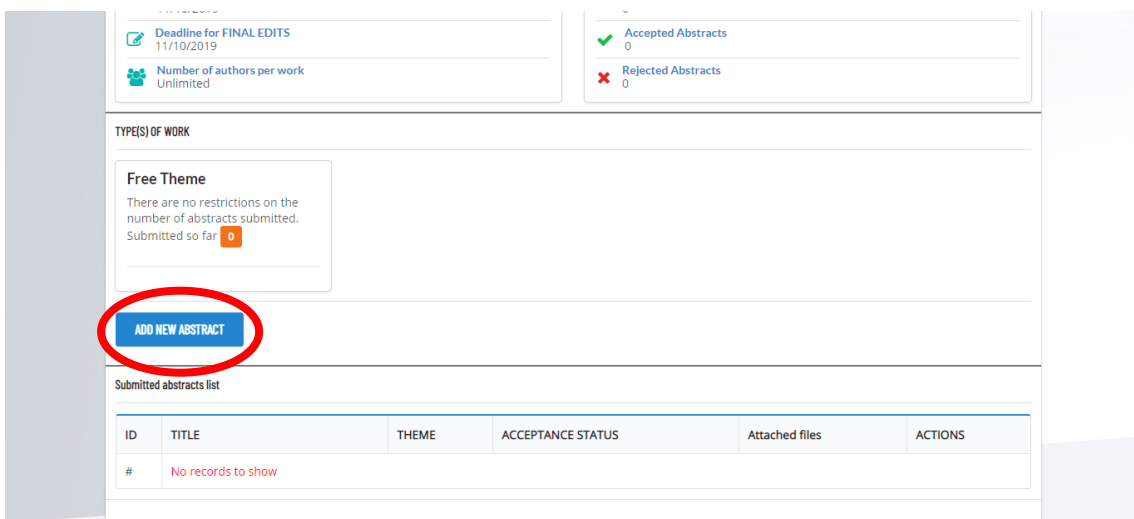 Deadline for FINAL EDITS
11/10/2019
Number of authors per work
Unlimited
Accepted Abstracts
0
Rejected Abstracts
0
TYPE(S) OF WORK
Free Theme
There are no restrictions on the
number of abstracts submitted.
Submitted so far 0
ADD NEW ABSTRACT
Submitted abstracts list
ID TITLE THEME ACCEPTANCE STATUS Attached files ACTIONS
# No records to show